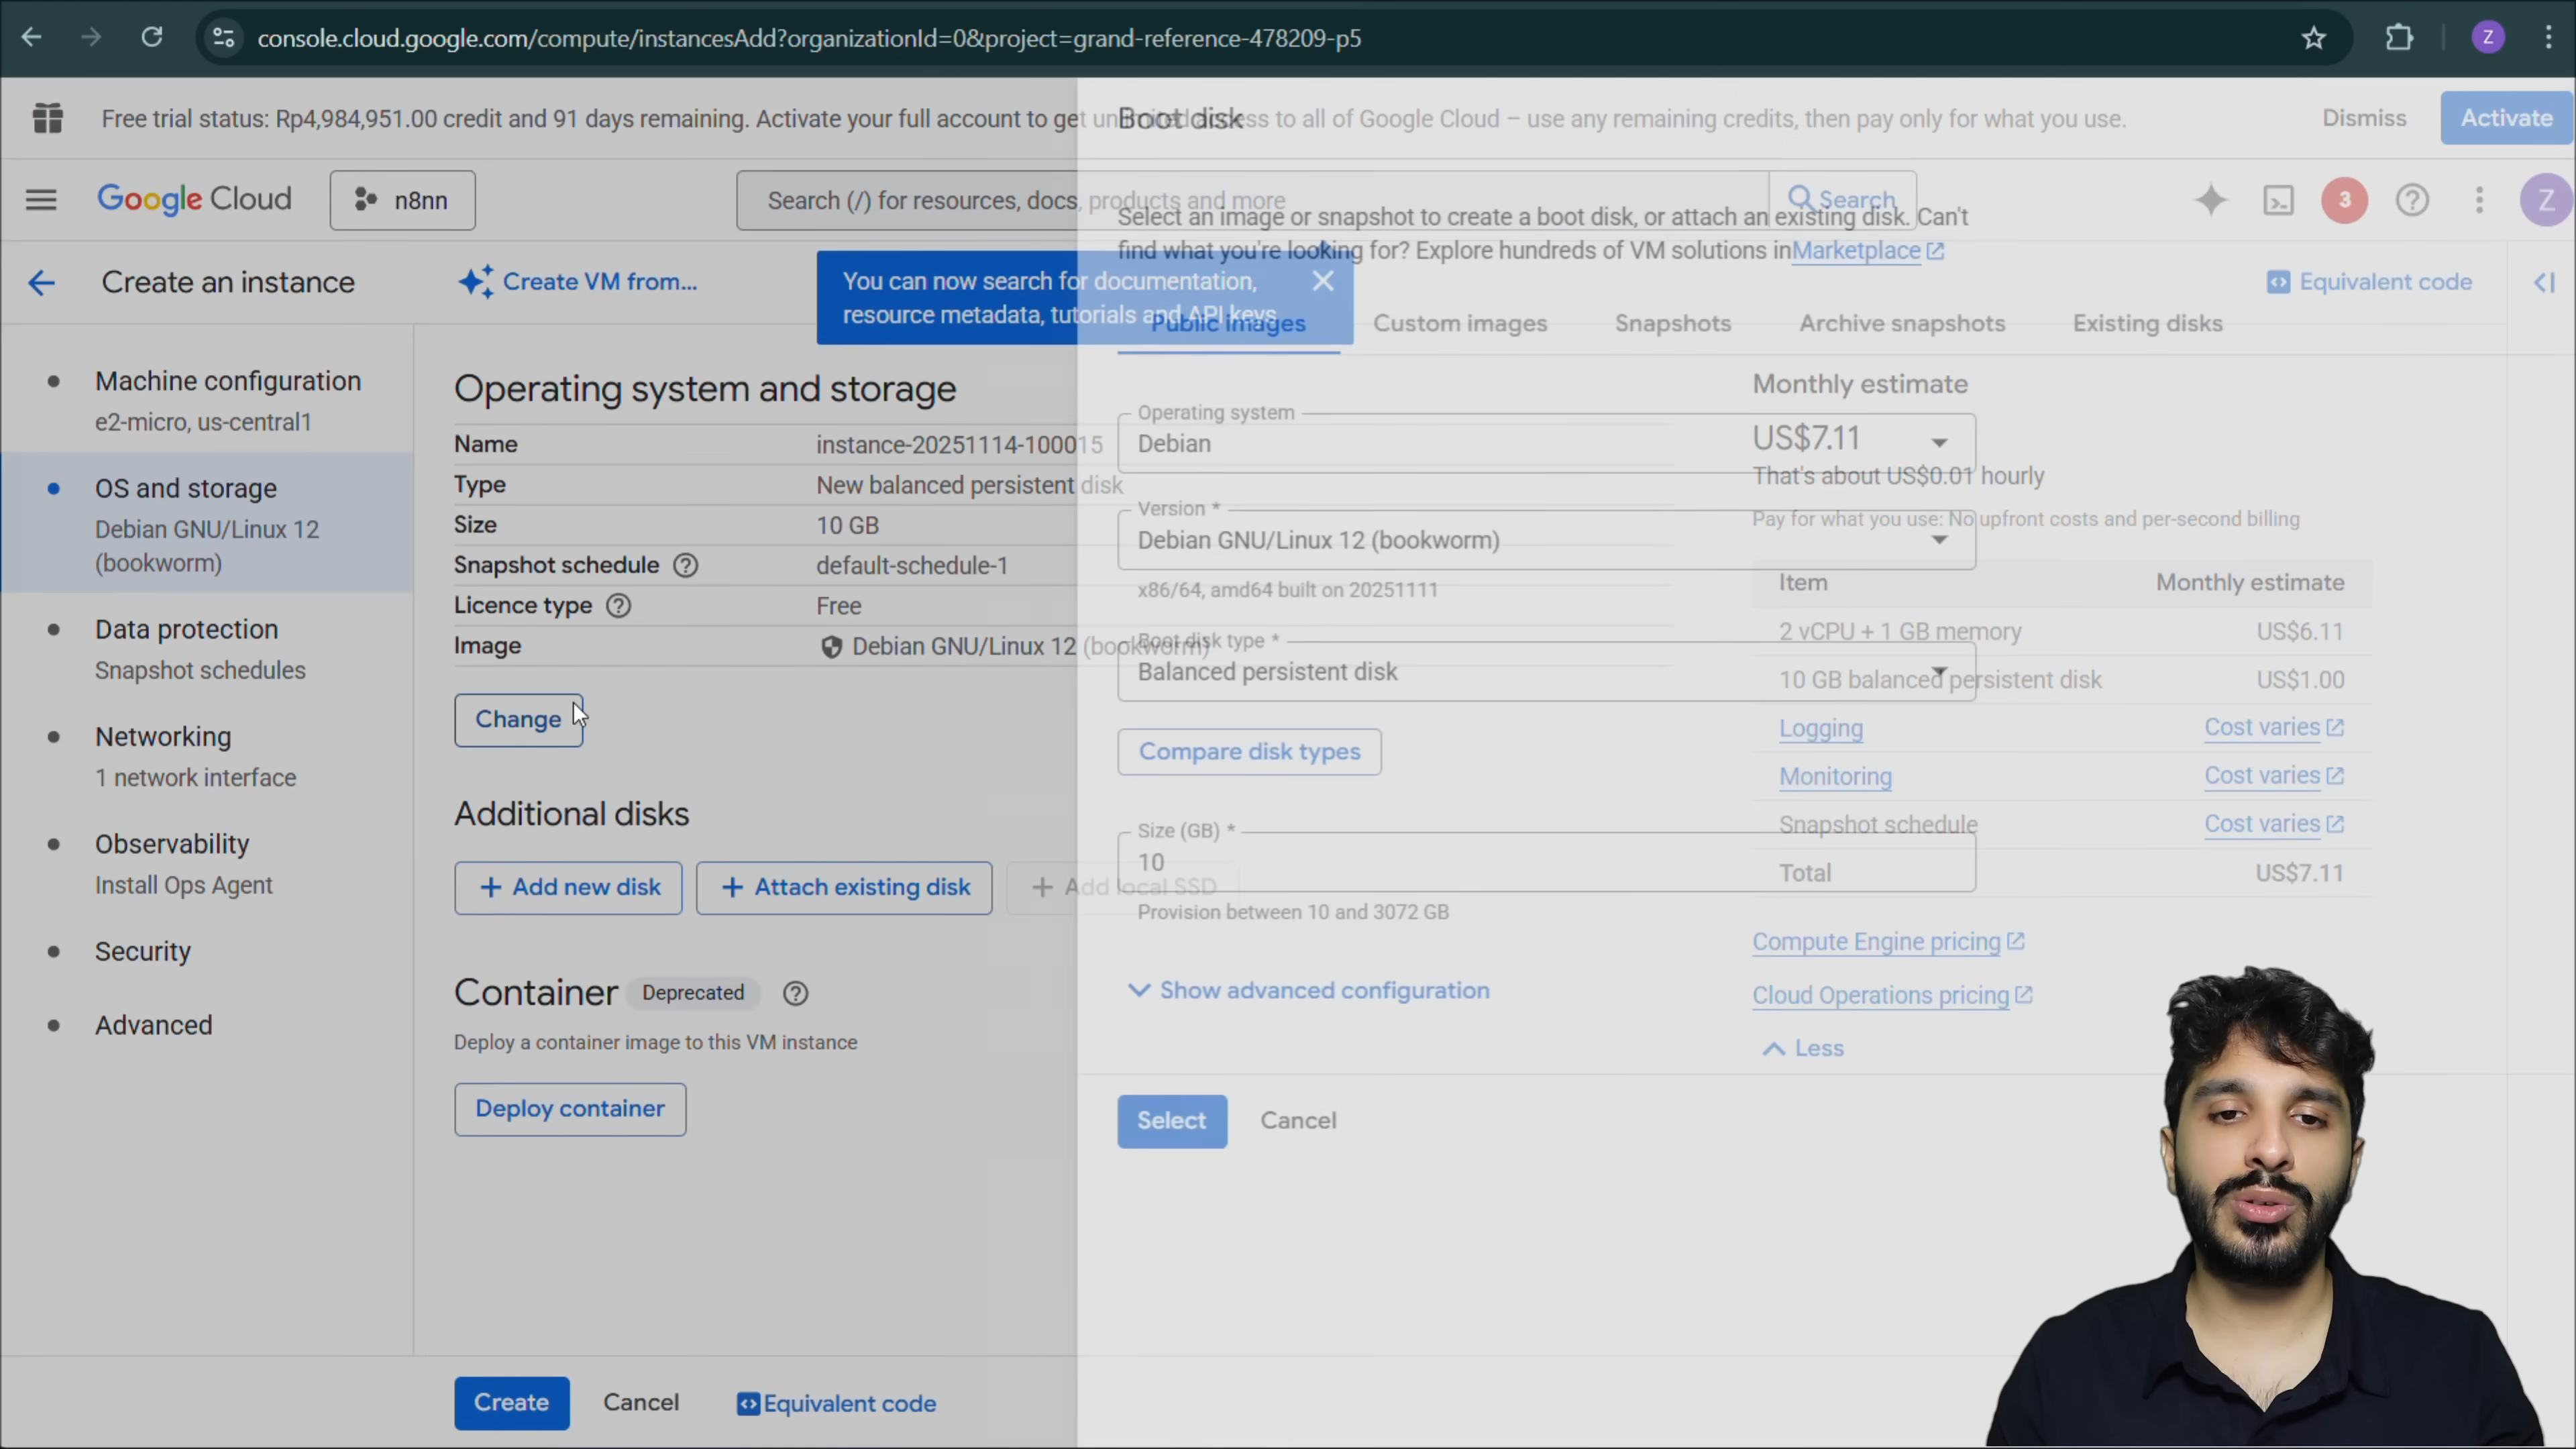 console.cloud.google.com/compute/instancesAdd?organizationId=0&project=grand-reference-478209-p5
Z
Free trial status: Rp4,984,951.00 credit and 91 days remaining. Activate your full account to get unlimited access to all of Google Cloud – use any remaining credits, then pay only for what you use.
Dismiss
Activate
Google Cloud
n8nn
Search (/) for resources, docs, products and more
Search
3
Z
Create an instance
Create VM from...
You can now search for documentation,
resource metadata, tutorials and API keys
Equivalent code
Machine configuration
e2-micro, us-central1
OS and storage
Debian GNU/Linux 12
(bookworm)
Data protection
Snapshot schedules
Networking
1 network interface
Observability
Install Ops Agent
Security
Advanced
Operating system and storage
Name
instance-20251114-100015
Type
New balanced persistent disk
Size
10 GB
Snapshot schedule
default-schedule-1
Licence type
Free
Image
Debian GNU/Linux 12 (bookworm)
Change
Additional disks
Add new disk
Attach existing disk
Add local SSD
Container
Deprecated
Deploy a container image to this VM instance
Deploy container
Create
Cancel
Equivalent code
Boot disk
Select an image or snapshot to create a boot disk, or attach an existing disk. Can't
find what you're looking for? Explore hundreds of VM solutions in Marketplace
Public images
Custom images
Snapshots
Archive snapshots
Existing disks
Operating system
Debian
Version *
Debian GNU/Linux 12 (bookworm)
x86/64, amd64 built on 20251111
Boot disk type *
Balanced persistent disk
Compare disk types
Size (GB) *
10
Provision between 10 and 3072 GB
Show advanced configuration
Select
Cancel
Monthly estimate
US$7.11
That's about US$0.01 hourly
Pay for what you use: No upfront costs and per-second billing
Item
Monthly estimate
2 vCPU + 1 GB memory
US$6.11
10 GB balanced persistent disk
US$1.00
Logging
Cost varies
Monitoring
Cost varies
Snapshot schedule
Cost varies
Total
US$7.11
Compute Engine pricing
Cloud Operations pricing
Less